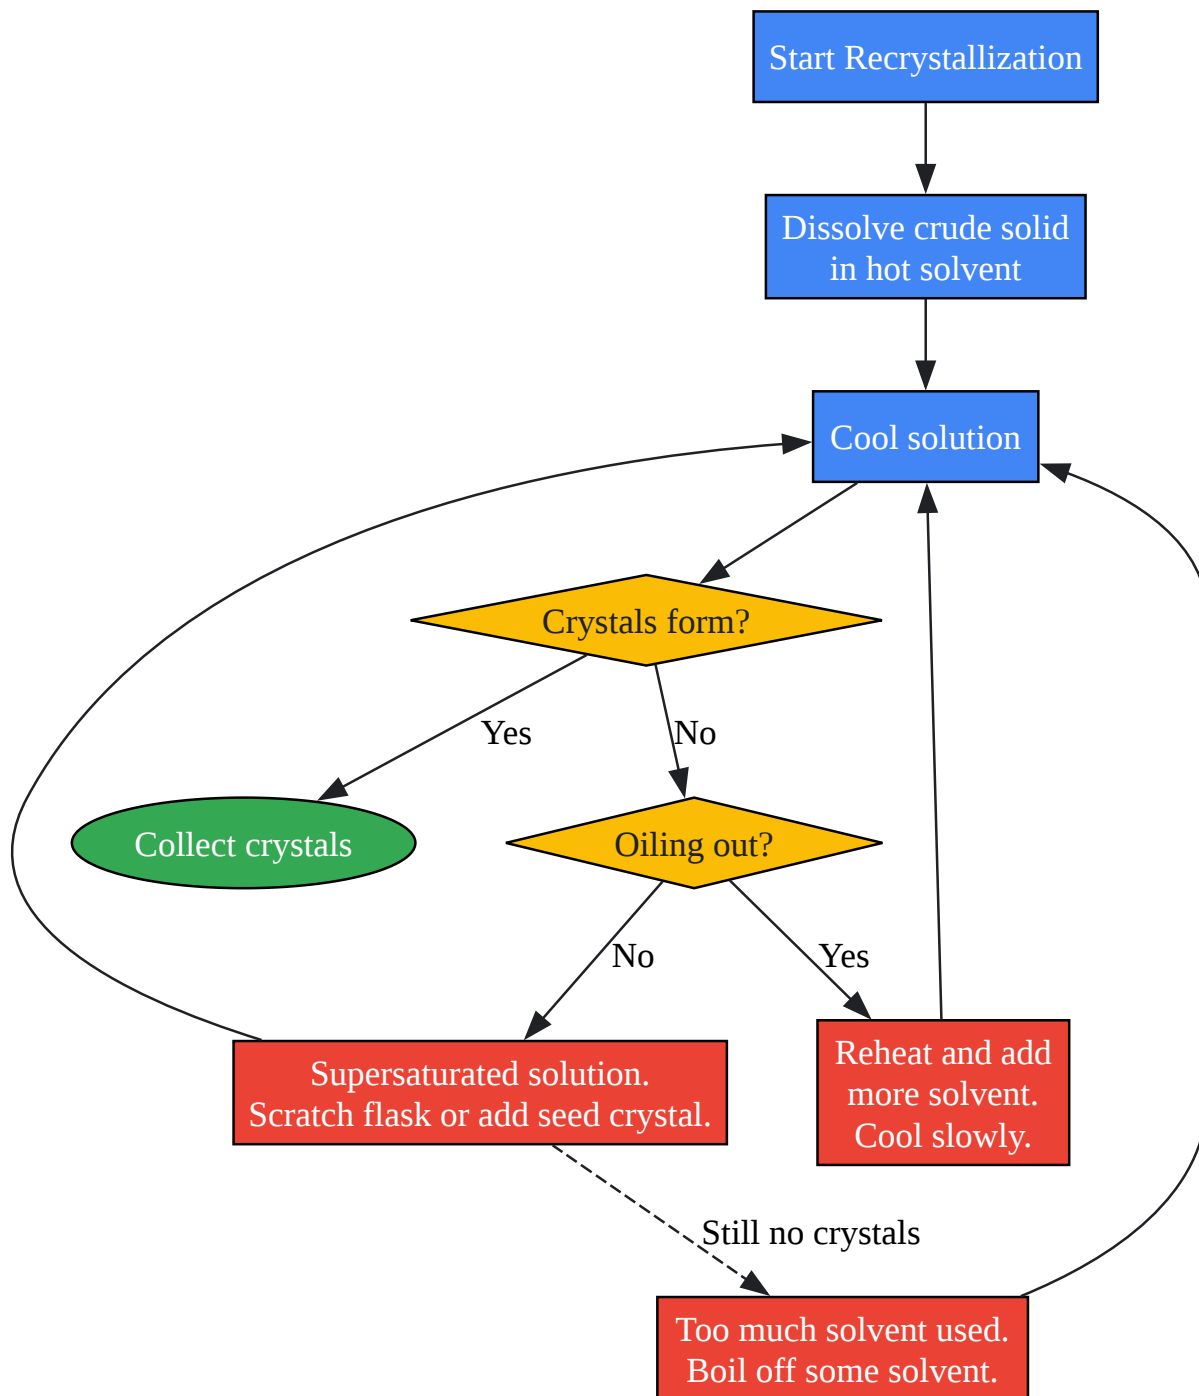 Start Recrystallization
Dissolve crude solid
in hot solvent
Cool solution
Crystals form?
Yes
No
Collect crystals
Oiling out?
No
Yes
Supersaturated solution.
Scratch flask or add seed crystal.
Reheat and add
more solvent.
Cool slowly.
Still no crystals
Too much solvent used.
Boil off some solvent.